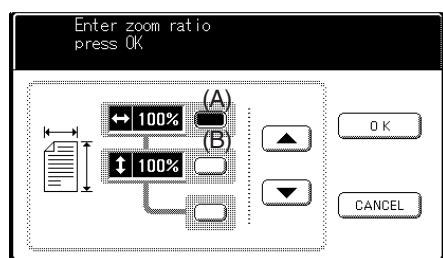 Enter zoom ratio
press OK
(A)
100%
(B)
100%
OK
CANCEL